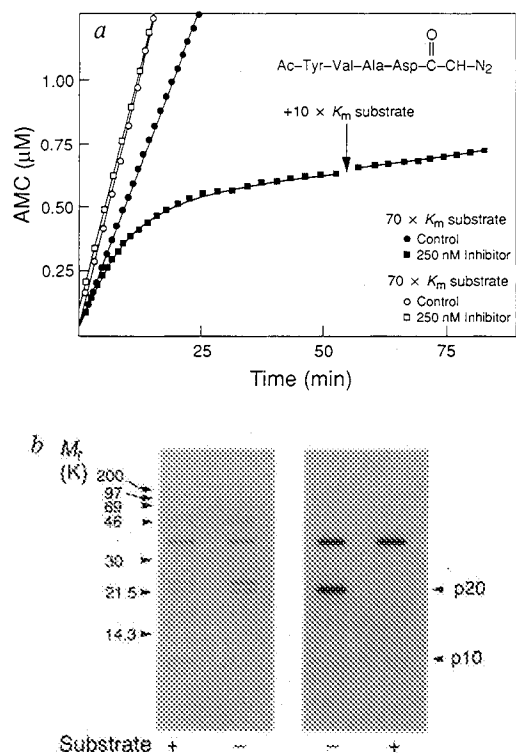 a
O
Ac–Tyr–Val–Ala–Asp–C–CH–N2
+10 × Km substrate
1.00
0.75
0.50
0.25
AMC (μM)
70 × Km substrate
● Control
■ 250 nM Inhibitor
70 × Km substrate
○ Control
□ 250 nM Inhibitor
25
50
75
Time (min)
b
Mr
(K)
200
97
69
46
30
21.5
14.3
p20
p10
Substrate + − − +